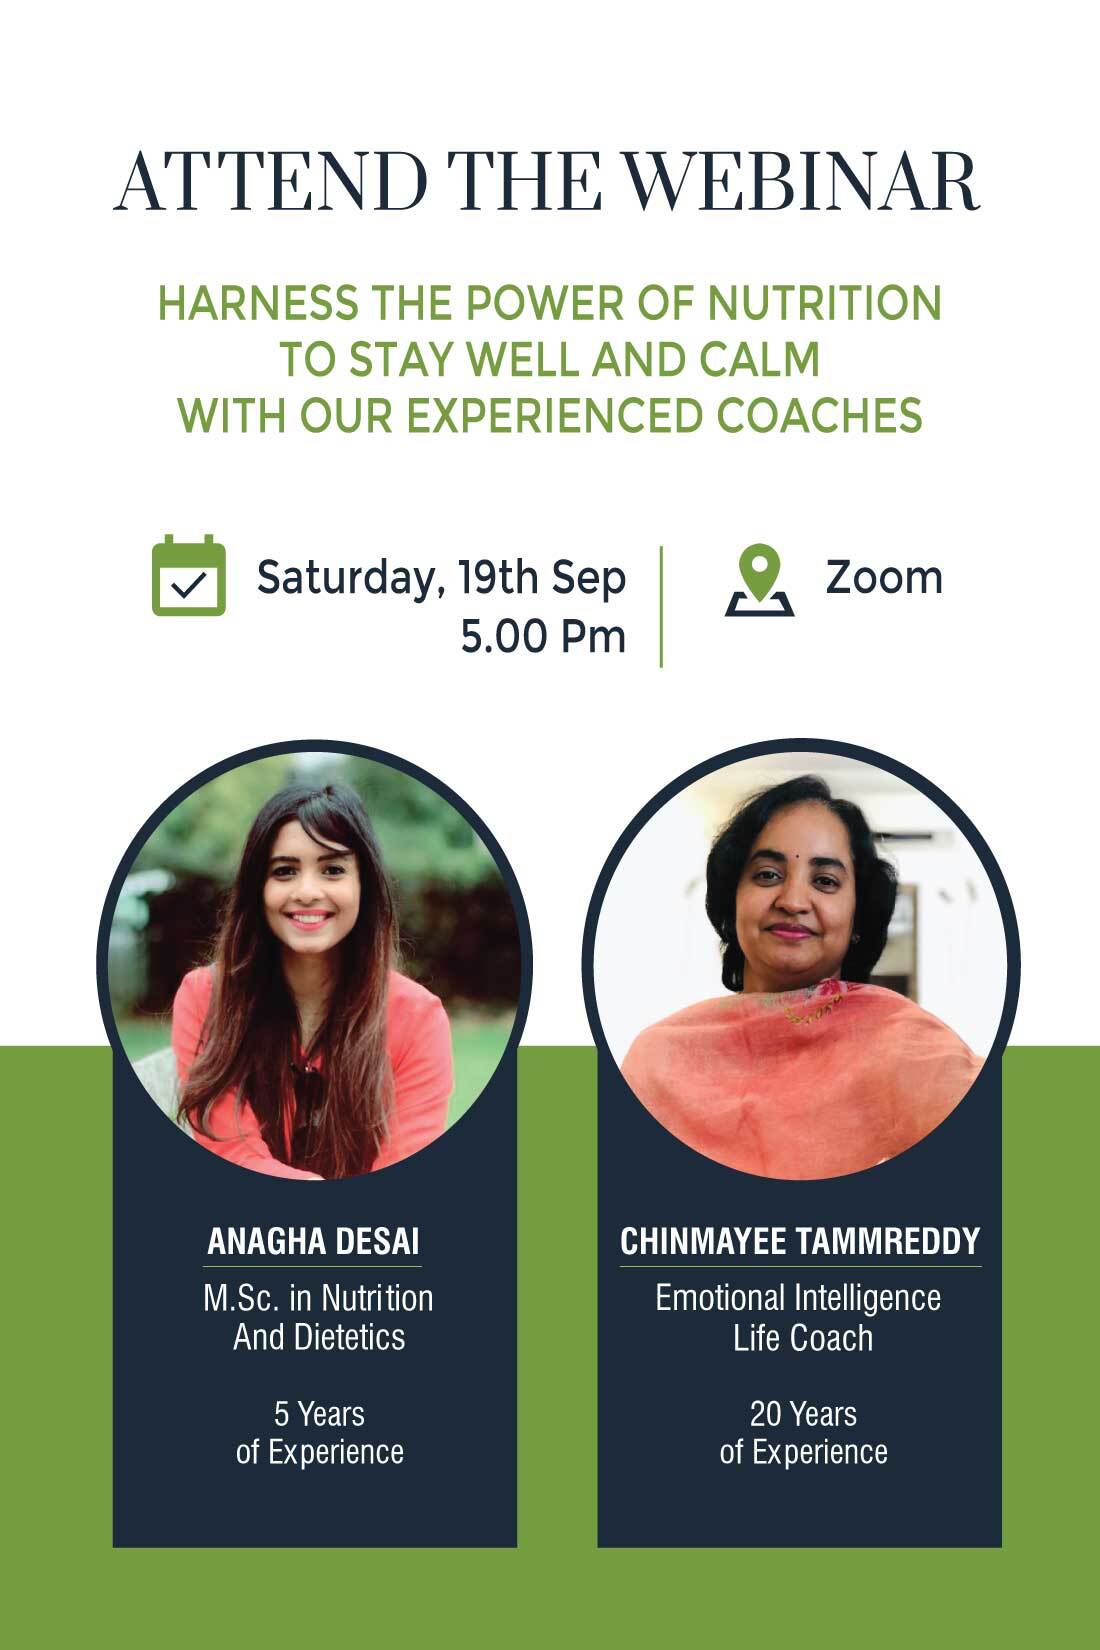 ATTEND THE WEBINAR
HARNESS THE POWER OF NUTRITION
TO STAY WELL AND CALM
WITH OUR EXPERIENCED COACHES
Saturday, 19th Sep
5.00 Pm
Zoom
ANAGHA DESAI
M.Sc. in Nutrition
And Dietetics
5 Years
of Experience
CHINMAYEE TAMMREDDY
Emotional Intelligence
Life Coach
20 Years
of Experience